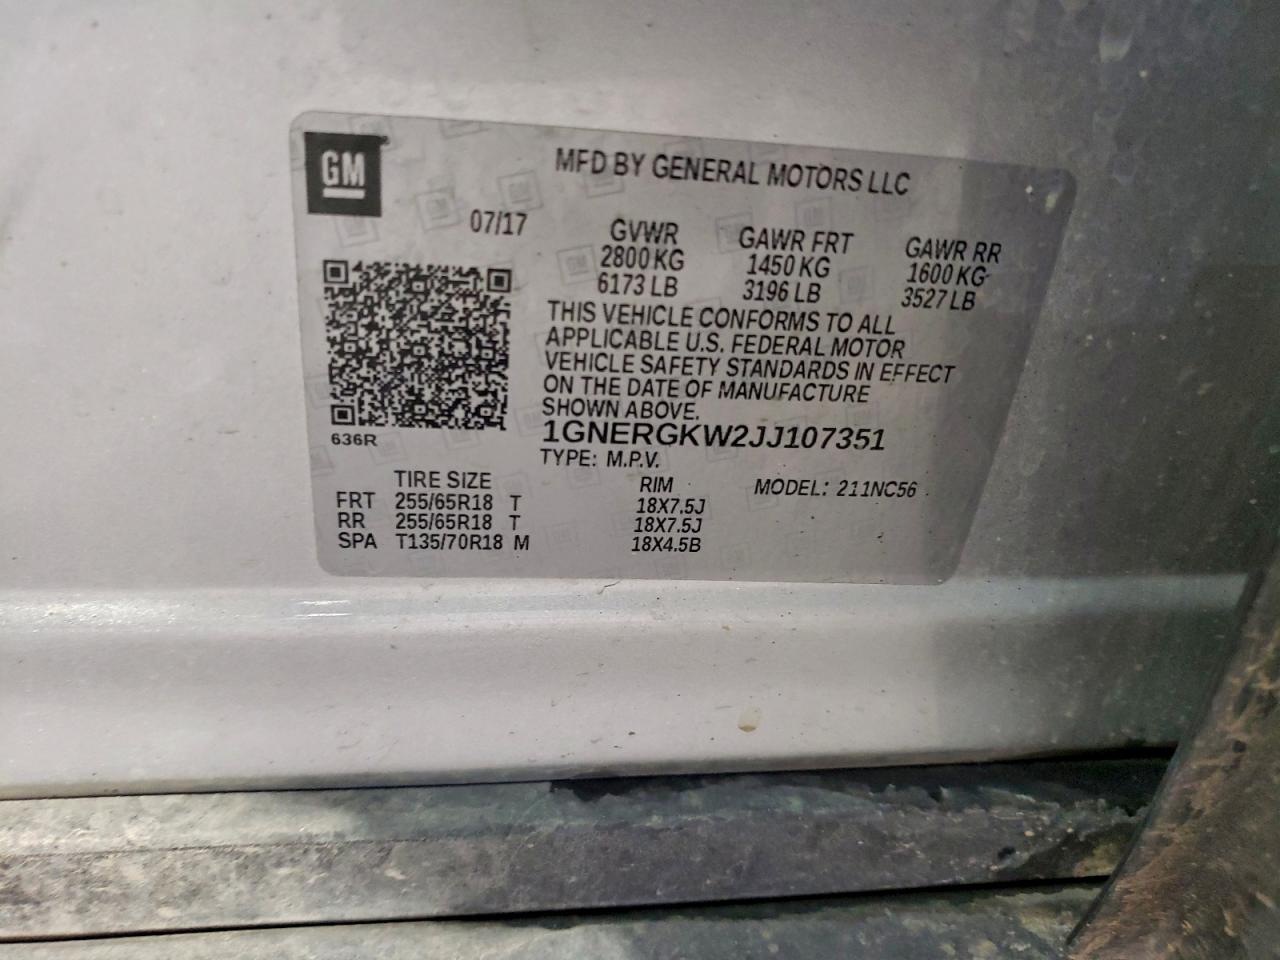 GM
MFD BY GENERAL MOTORS LLC
07/17
GVWR GAWR FRT GAWR RR
2800 KG 1450 KG 1600 KG
6173 LB 3196 LB 3527 LB
THIS VEHICLE CONFORMS TO ALL
APPLICABLE U.S. FEDERAL MOTOR
VEHICLE SAFETY STANDARDS IN EFFECT
ON THE DATE OF MANUFACTURE
SHOWN ABOVE.
636R
1GNERGKW2JJ107351
TYPE: M.P.V.
TIRE SIZE RIM MODEL: 211NC56
FRT 255/65R18 T 18X7.5J
RR 255/65R18 T 18X7.5J
SPA T135/70R18 M 18X4.5B